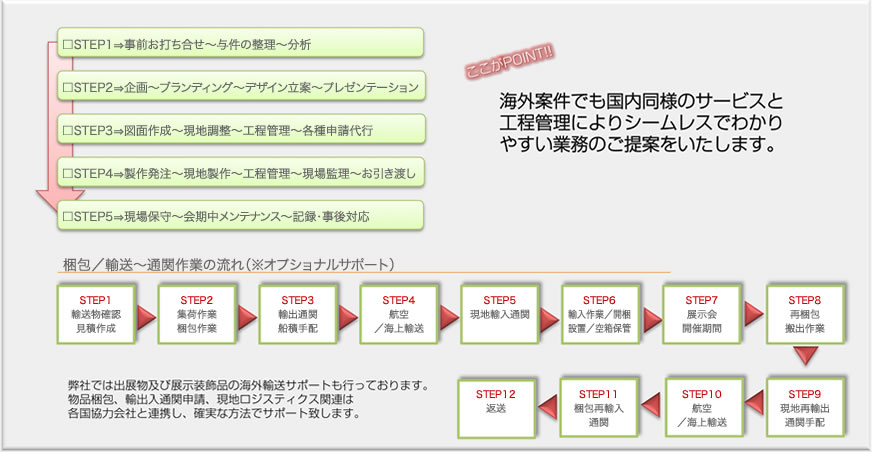 □STEP1⇒事前お打ち合せ～与件の整理～分析
□STEP2⇒企画～ブランディング～デザイン立案～プレゼンテーション
□STEP3⇒図面作成～現地調整～工程管理～各種申請代行
□STEP4⇒製作発注～現地製作～工程管理～現場監理～お引き渡し
□STEP5⇒現場保守～会期中メンテナンス～記録・事後対応
ここがPOINT!!
海外案件でも国内同様のサービスと
工程管理によりシームレスでわかり
やすい業務のご提案をいたします。
梱包／輸送～通関作業の流れ（※オプショナルサポート）
STEP1
輸送物確認
見積作成
STEP2
集荷作業
梱包作業
STEP3
輸出通関
船積手配
STEP4
航空
／海上輸送
STEP5
現地輸入通関
STEP6
輸入作業／開梱
設置／空箱保管
STEP7
展示会
開催期間
STEP8
再梱包
搬出作業
STEP9
現地再輸出
通関手配
STEP10
航空
／海上輸送
STEP11
梱包再輸入
通関
STEP12
返送
弊社では出展物及び展示装飾品の海外輸送サポートも行っております。
物品梱包、輸出入通関申請、現地ロジスティクス関連は
各国協力会社と連携し、確実な方法でサポート致します。